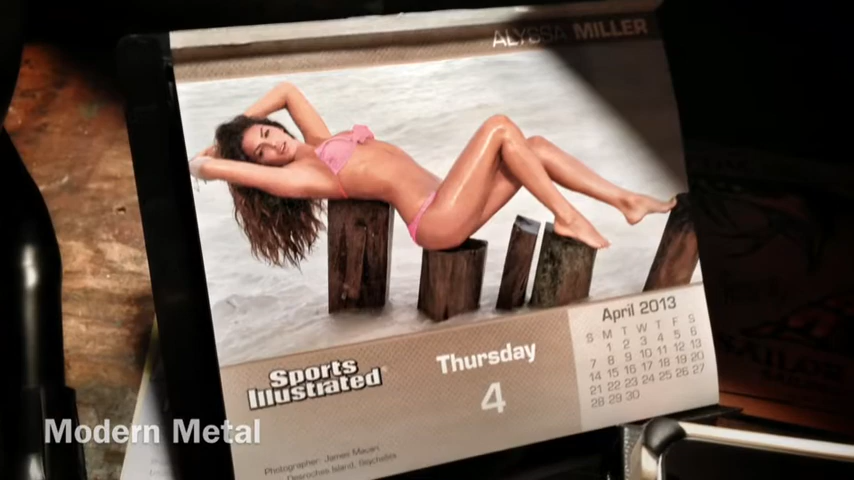 ALYSSA MILLER
April 2013
S M T W T F S
1 2 3 4 5 6
7 8 9 10 11 12 13
14 15 16 17 18 19 20
21 22 23 24 25 26 27
28 29 30
Sports
Illustrated
Thursday
4
Photographer: James Macari
Desroches Island, Seychelles
Modern Metal